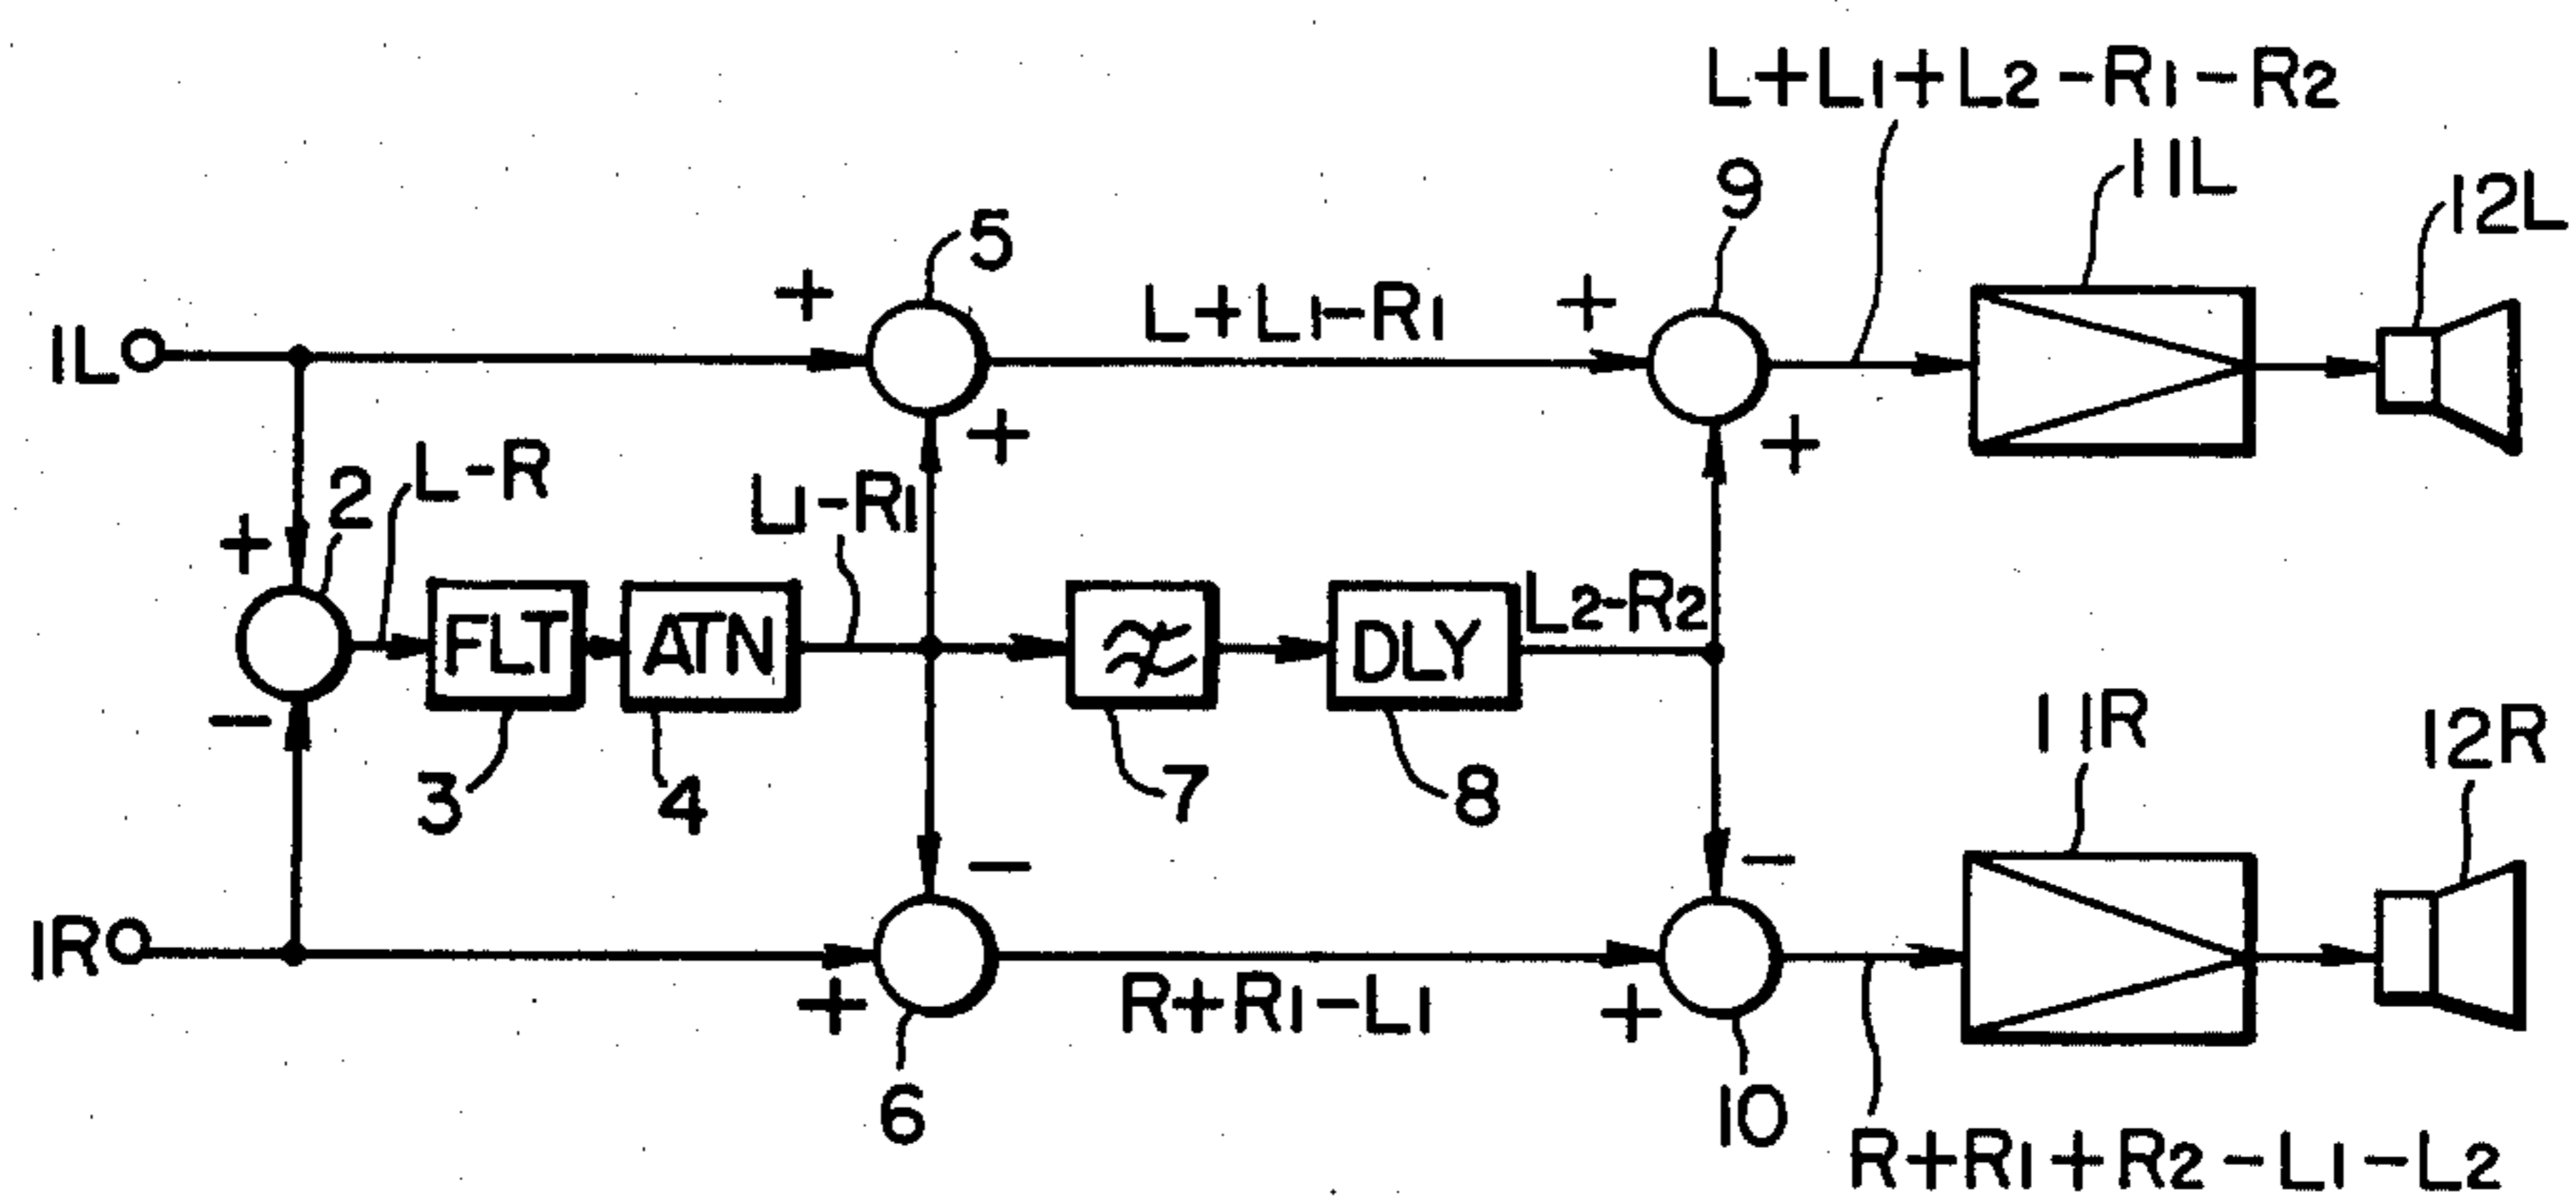 L+L1+L2-R1-R2
11L
12L
9
5
+
+
L+L1-R1
1L
+
+
L-R
2
+
L1-R1
FLT
ATN
DLY
L2-R2
-
3
4
7
8
11R
12R
-
-
1R
+
R+R1-L1
+
6
10
R+R1+R2-L1-L2